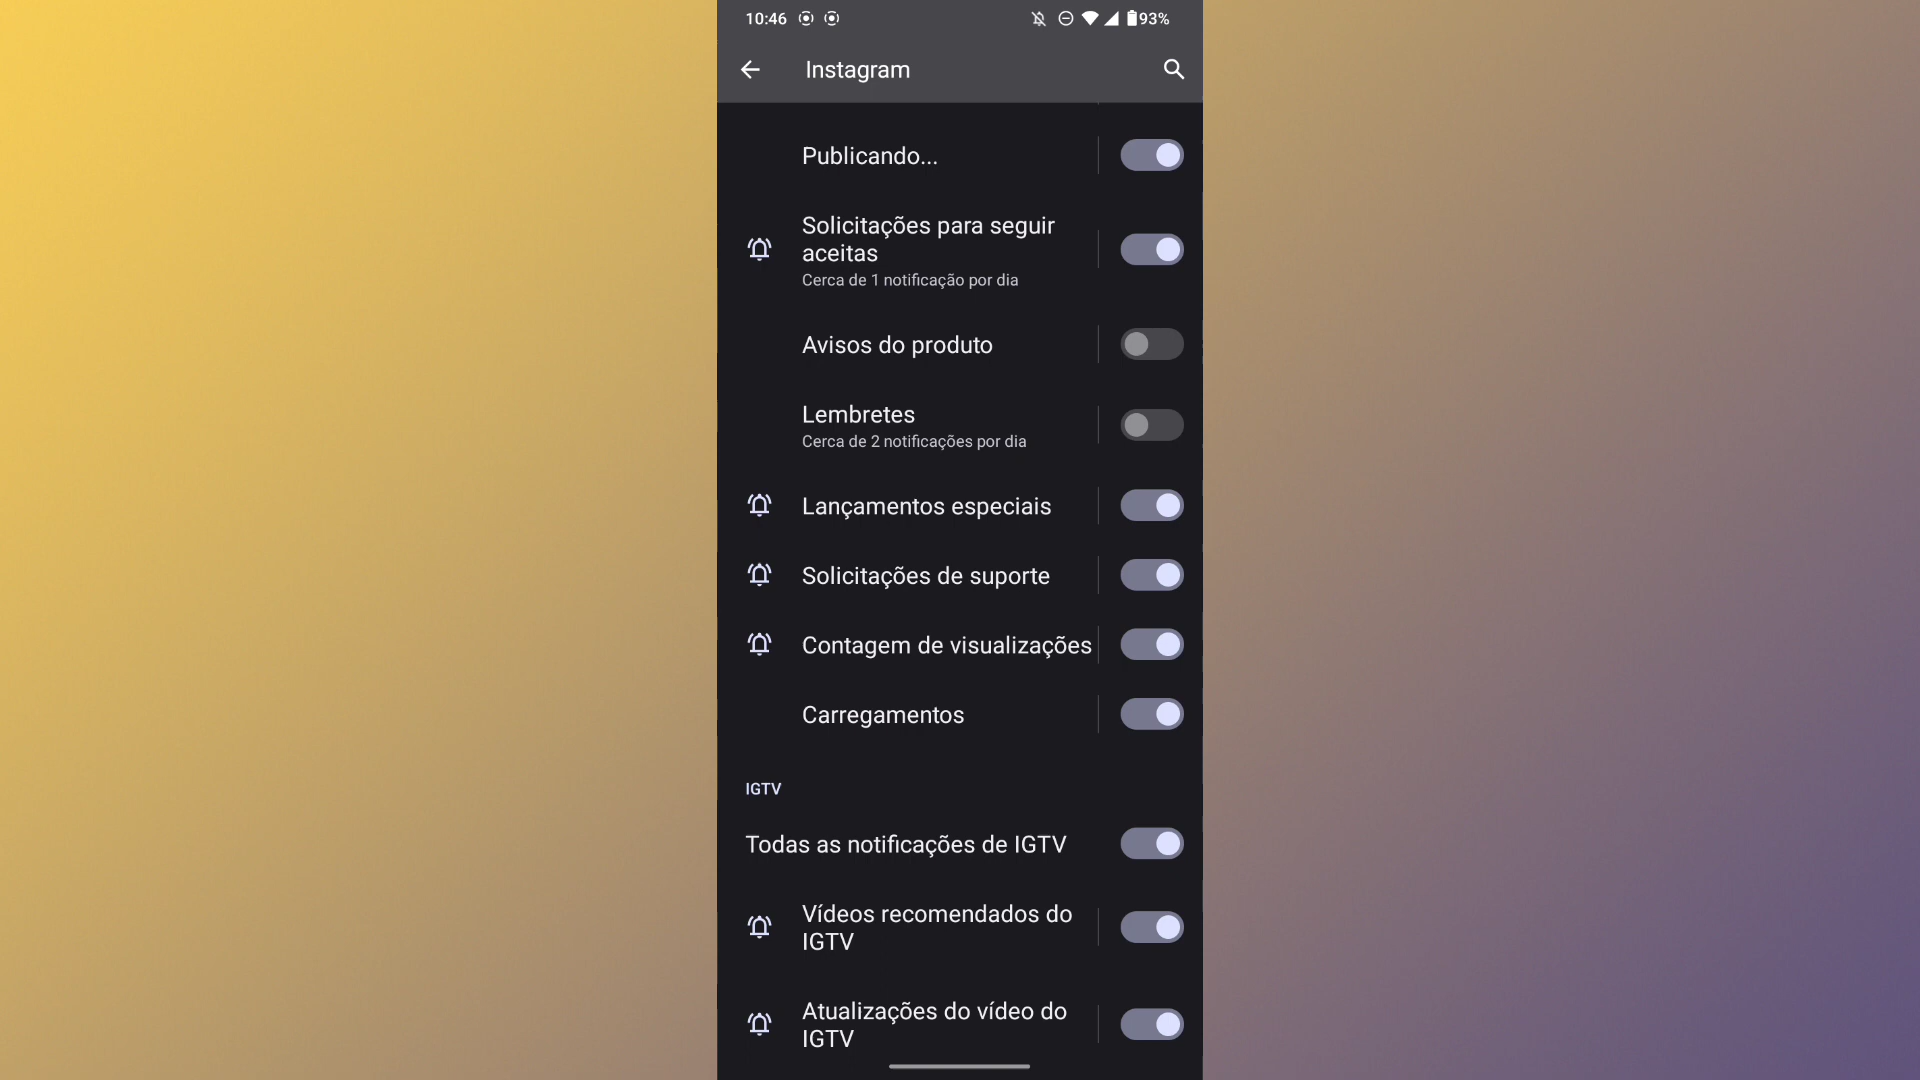 10:46 93%
Instagram
Publicando...
Solicitações para seguir
aceitas
Cerca de 1 notificação por dia
Avisos do produto
Lembretes
Cerca de 2 notificações por dia
Lançamentos especiais
Solicitações de suporte
Contagem de visualizações
Carregamentos
IGTV
Todas as notificações de IGTV
Vídeos recomendados do
IGTV
Atualizações do vídeo do
IGTV